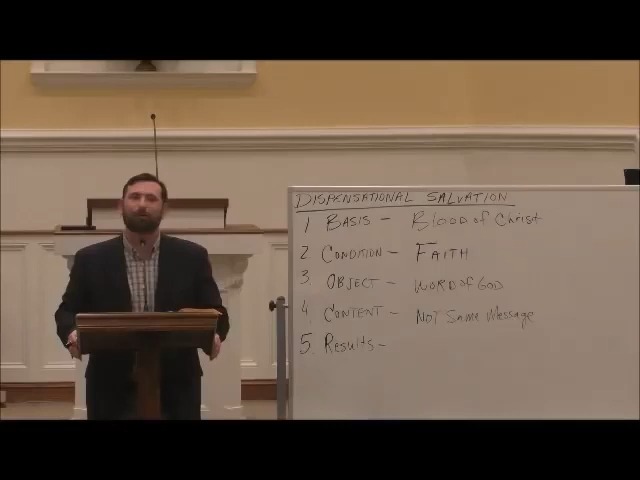 DISPENSATIONAL SALVATION
1 BASIS - BLOOD of CHRIST
2 CONDITION - FAITH
3. OBJECT - WORD of GOD
4. CONTENT - NOT Same Message
5. Results -